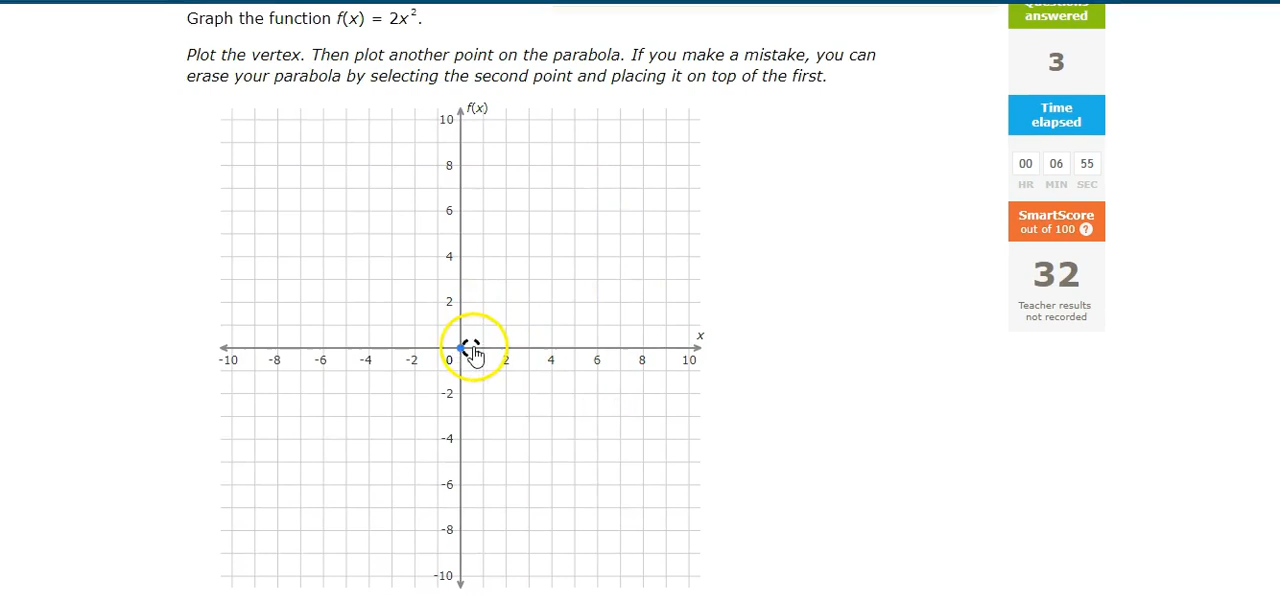 Graph the function f(x) = 2x².
Plot the vertex. Then plot another point on the parabola. If you make a mistake, you can
erase your parabola by selecting the second point and placing it on top of the first.
f(x)
10
8
6
4
2
x
-10 -8 -6 -4 -2 0 2 4 6 8 10
-2
-4
-6
-8
-10
Questions
answered
3
Time
elapsed
00 06 55
HR MIN SEC
SmartScore
out of 100 ?
32
Teacher results
not recorded